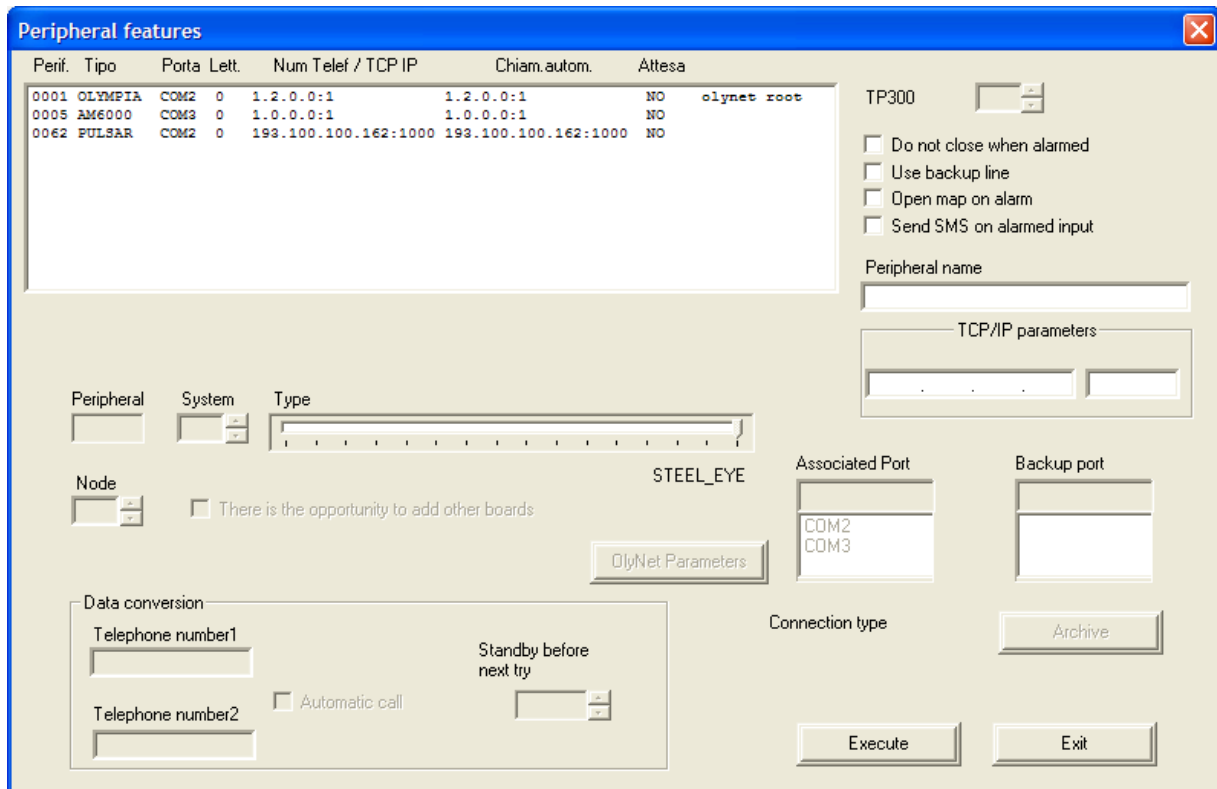 Peripheral features
Perif. Tipo Porta Lett. Num Telef / TCP IP Chiam.autom. Attesa
0001 OLYMPIA COM2 0 1.2.0.0:1 1.2.0.0:1 NO olynet root
0005 AM6000 COM3 0 1.0.0.0:1 1.0.0.0:1 NO
0062 PULSAR COM2 0 193.100.100.162:1000 193.100.100.162:1000 NO
TP300
Do not close when alarmed
Use backup line
Open map on alarm
Send SMS on alarmed input
Peripheral name
TCP/IP parameters
. . .
Peripheral System Type
STEEL_EYE
Node
There is the opportunity to add other boards
OlyNet Parameters
Associated Port
COM2
COM3
Backup port
Data conversion
Telephone number1
Telephone number2
Automatic call
Standby before
next try
Connection type
Archive
Execute
Exit